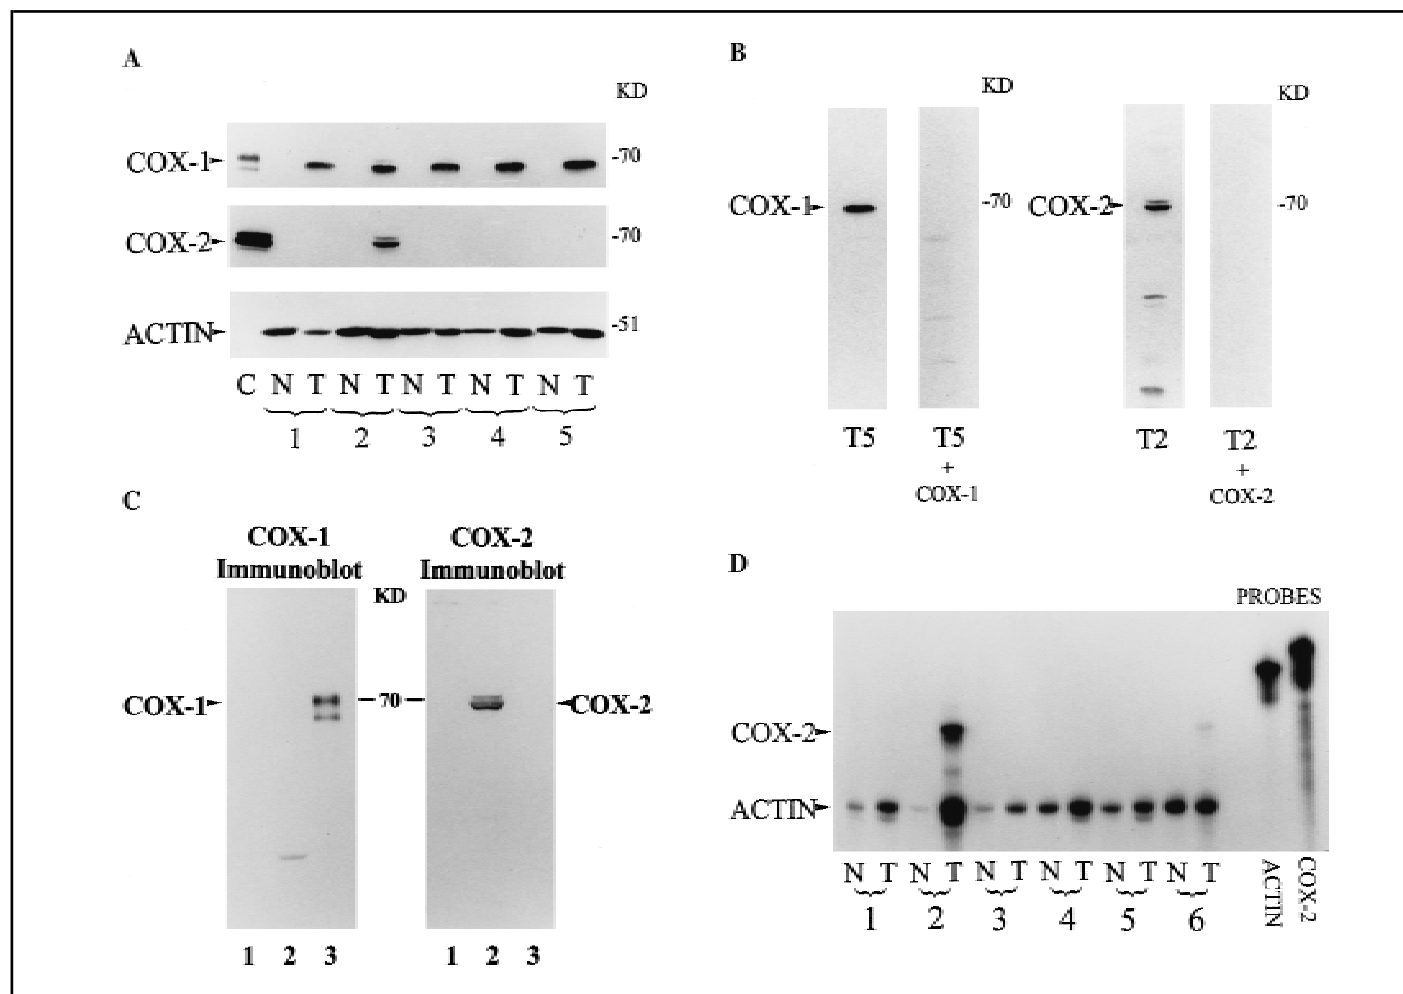 A
KD
COX-1 -70
COX-2 -70
ACTIN -51
C N T N T N T N T N T
1 2 3 4 5
B
KD KD
COX-1 -70 COX-2 -70
T5 T5 + COX-1 T2 T2 + COX-2
C
COX-1 Immunoblot
COX-2 Immunoblot
KD
COX-1 70 COX-2
1 2 3 1 2 3
D
PROBES
COX-2
ACTIN
N T N T N T N T N T N T ACTIN COX-2
1 2 3 4 5 6